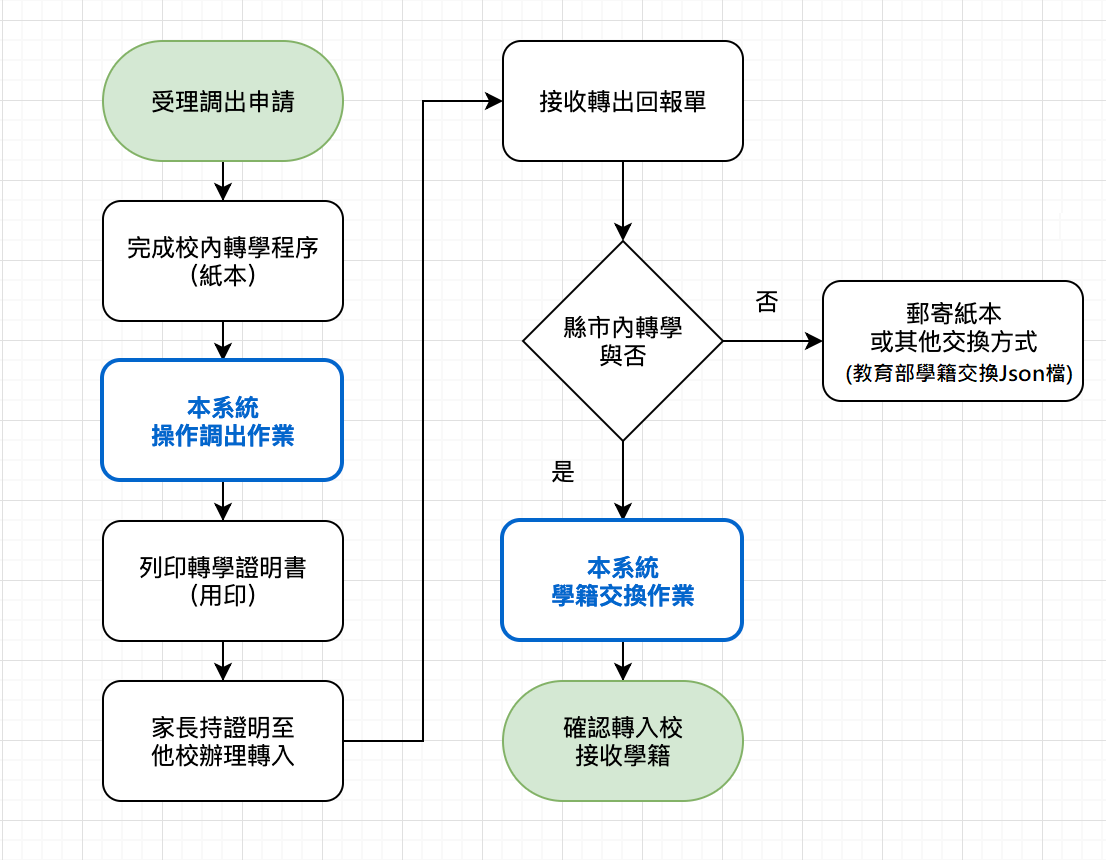 受理調出申請
完成校內轉學程序
(紙本)
本系統
操作調出作業
列印轉學證明書
(用印)
家長持證明至
他校辦理轉入
接收轉出回報單
縣市內轉學
與否
否
郵寄紙本
或其他交換方式
(教育部學籍交換Json檔)
是
本系統
學籍交換作業
確認轉入校
接收學籍